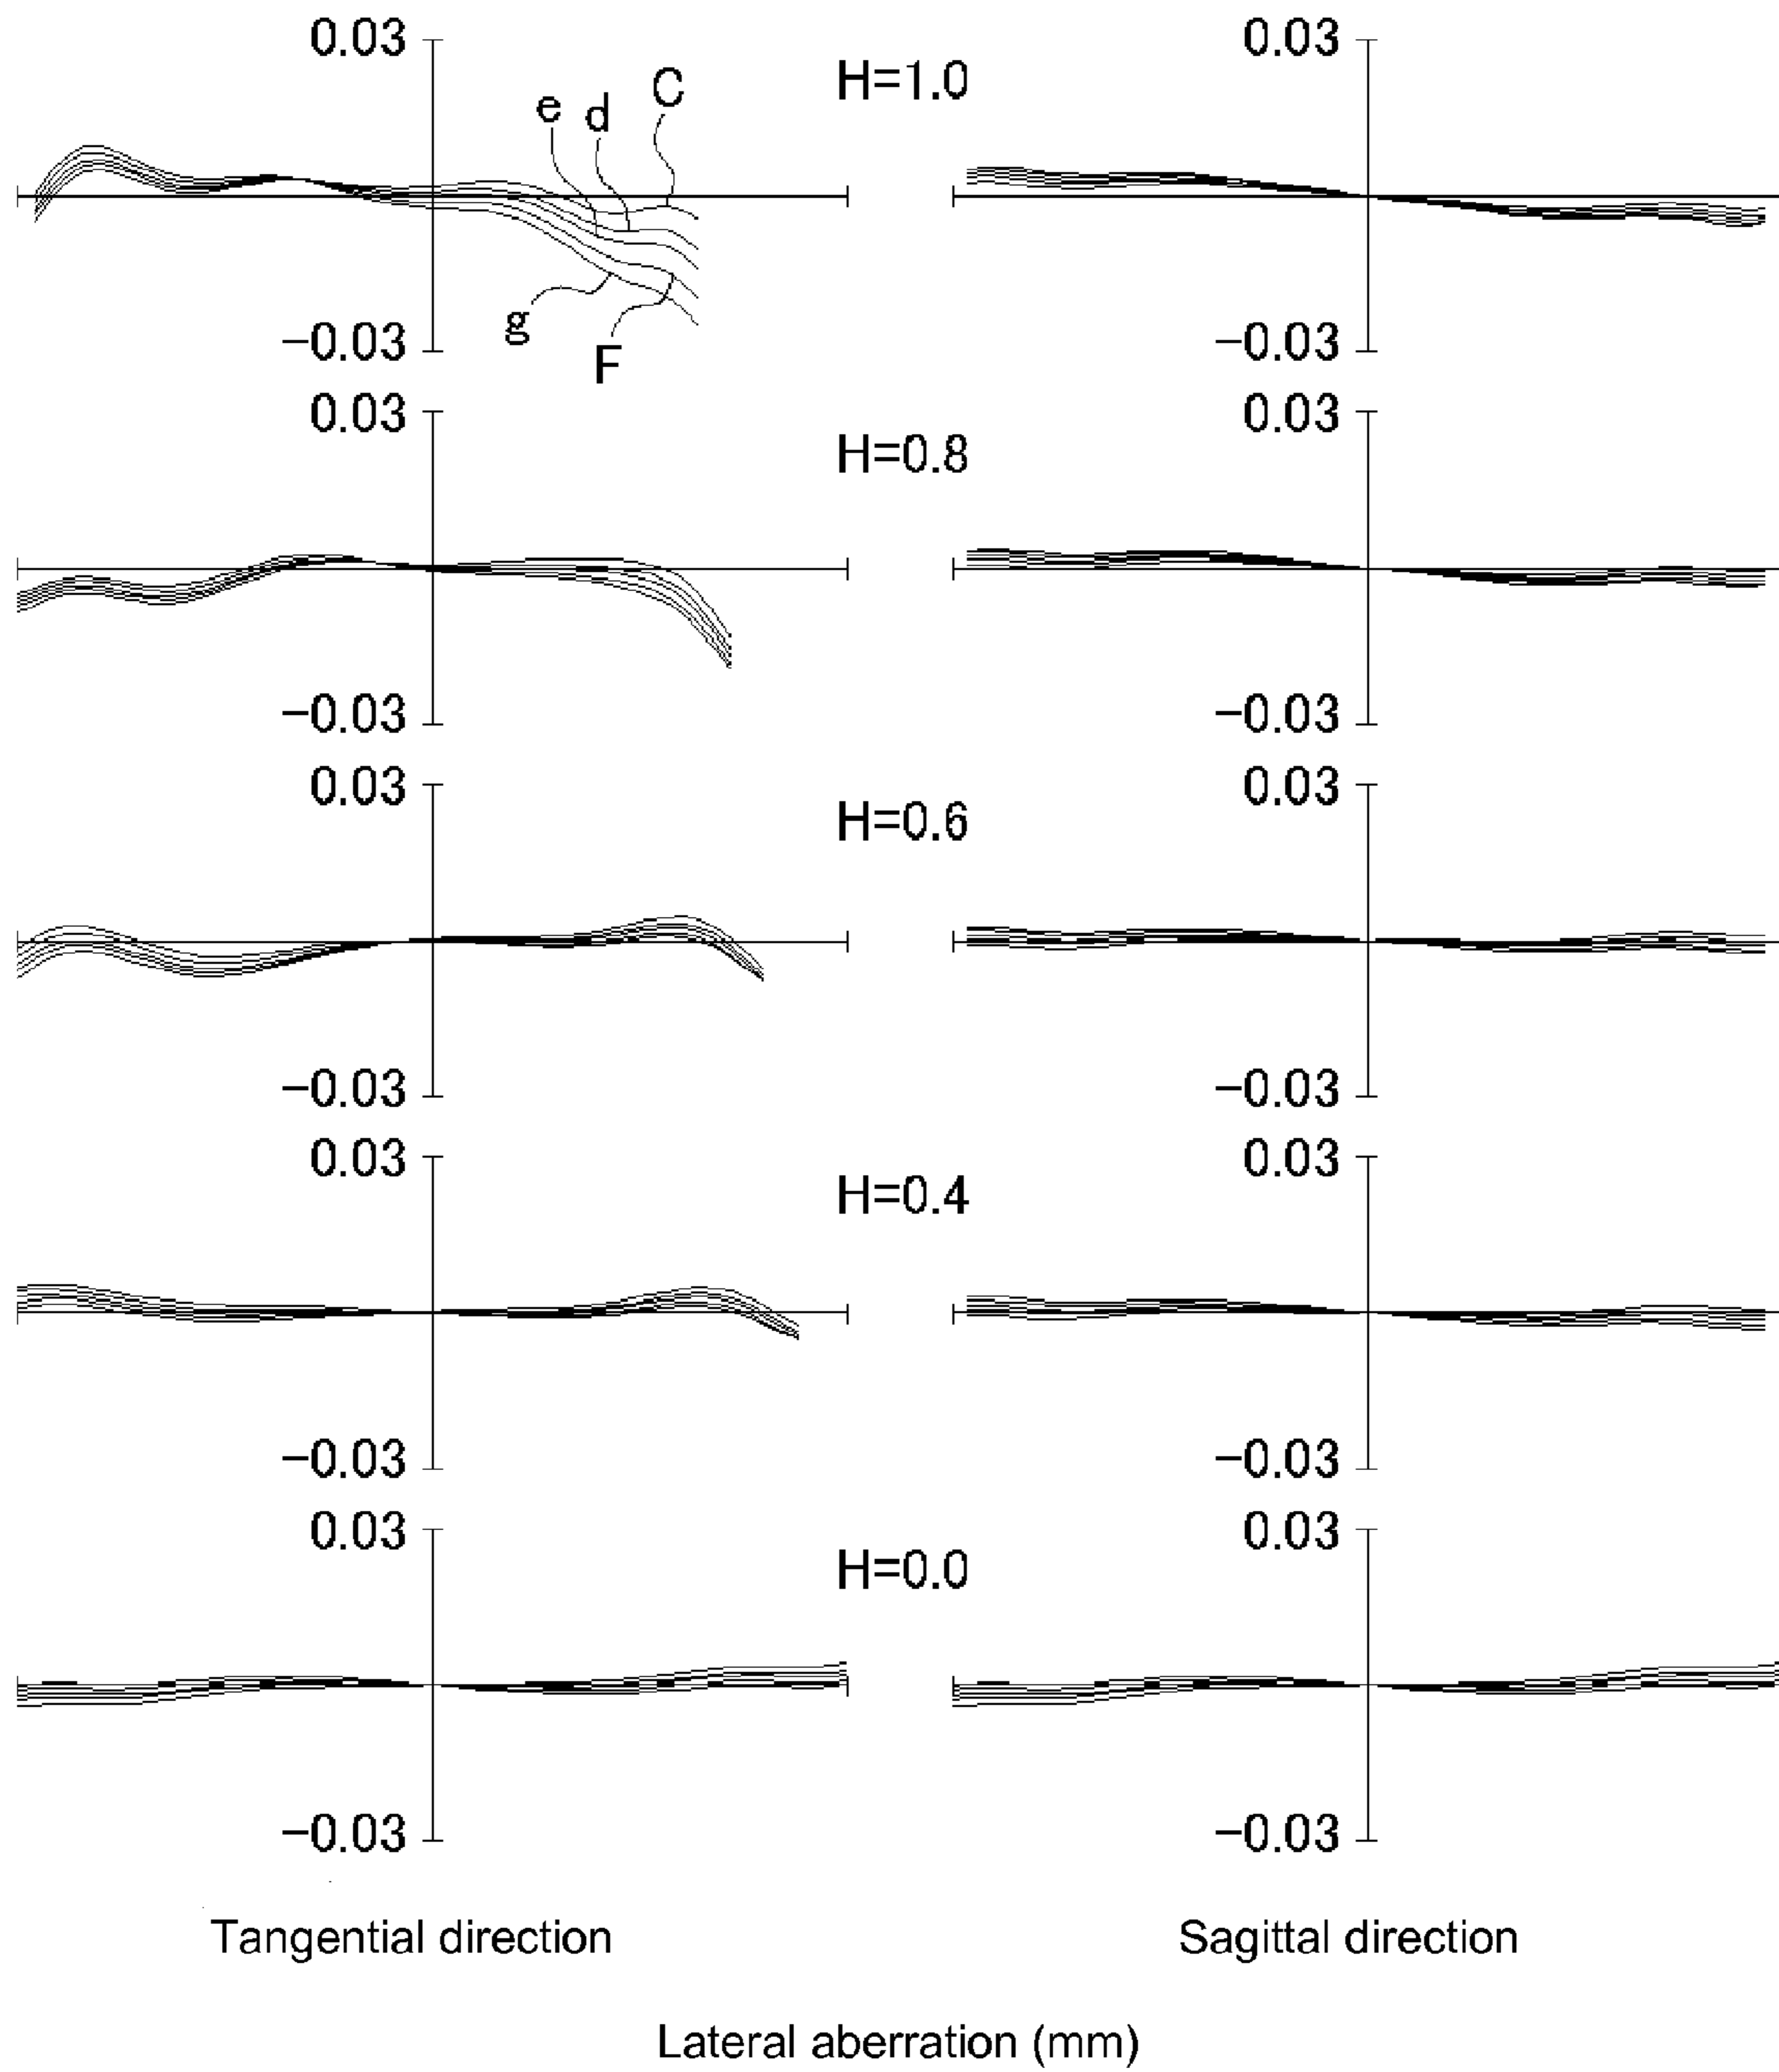 0.03 0.03
H=1.0
C
e d
g
F
−0.03 −0.03
0.03 0.03
H=0.8
−0.03 −0.03
0.03 0.03
H=0.6
−0.03 −0.03
0.03 0.03
H=0.4
−0.03 −0.03
0.03 0.03
H=0.0
−0.03 −0.03
Tangential direction Sagittal direction
Lateral aberration (mm)